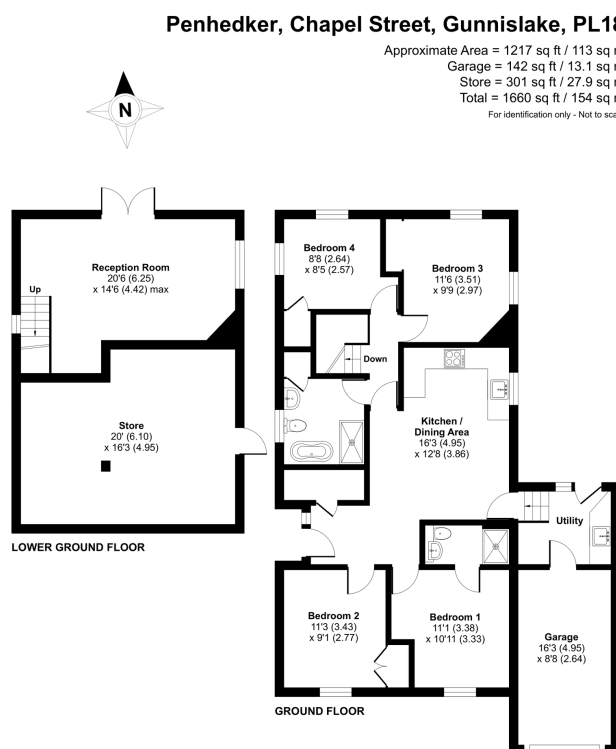 Penhedker, Chapel Street, Gunnislake, PL18
Approximate Area = 1217 sq ft / 113 sq
Garage = 142 sq ft / 13.1 sq
Store = 301 sq ft / 27.9 sq
Total = 1660 sq ft / 154 sq
For identification only - Not to
N
Reception Room
20'6 (6.25)
x 14'6 (4.42) max
Up
Store
20' (6.10)
x 16'3 (4.95)
LOWER GROUND FLOOR
Bedroom 4
8'8 (2.64)
x 8'5 (2.57)
Bedroom 3
11'6 (3.51)
x 9'9 (2.97)
Down
Kitchen /
Dining Area
16'3 (4.95)
x 12'8 (3.86)
Utility
Bedroom 2
11'3 (3.43)
x 9'1 (2.77)
Bedroom 1
11'1 (3.38)
x 10'11 (3.33)
Garage
16'3 (4.95)
x 8'8 (2.64)
GROUND FLOOR